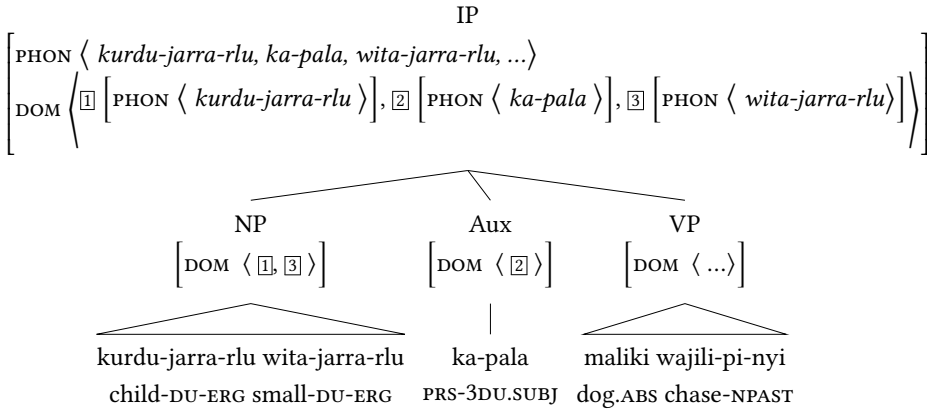 IP
PHON ⟨ kurdu-jarra-rlu, ka-pala, wita-jarra-rlu, ...⟩
DOM ⟨ 1 [PHON ⟨ kurdu-jarra-rlu ⟩], 2 [PHON ⟨ ka-pala ⟩], 3 [PHON ⟨ wita-jarra-rlu⟩] ⟩
NP Aux VP
[DOM ⟨ 1, 3 ⟩] [DOM ⟨ 2 ⟩] [DOM ⟨ ...⟩]
kurdu-jarra-rlu wita-jarra-rlu ka-pala maliki wajili-pi-nyi
child-DU-ERG small-DU-ERG PRS-3DU.SUBJ dog.ABS chase-NPAST